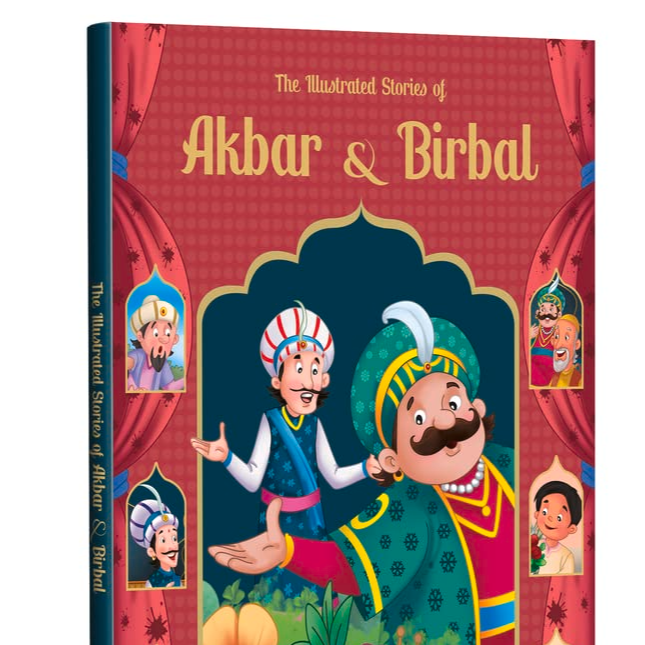 The Illustrated Stories of
Akbar & Birbal
The Illustrated Stories of Akbar & Birbal